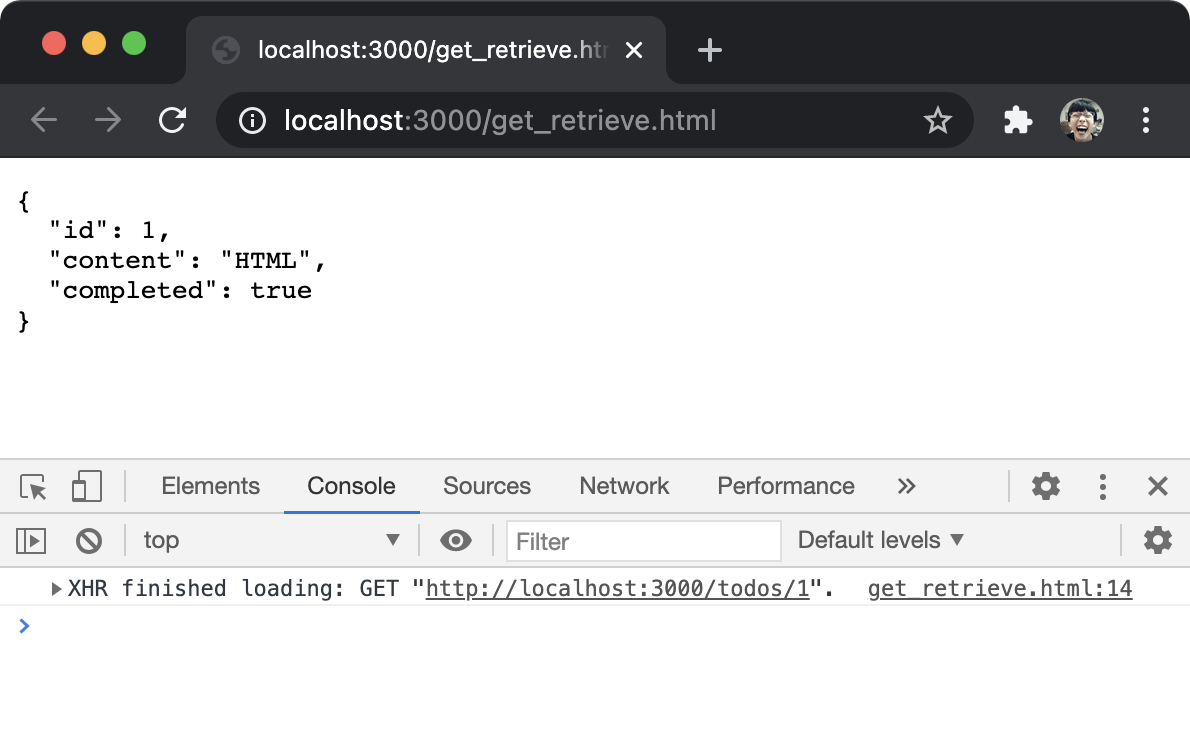 localhost:3000/get_retrieve.htm
localhost:3000/get_retrieve.html
{
  "id": 1,
  "content": "HTML",
  "completed": true
}
Elements Console Sources Network Performance »
top Filter Default levels
XHR finished loading: GET "http://localhost:3000/todos/1". get_retrieve.html:14